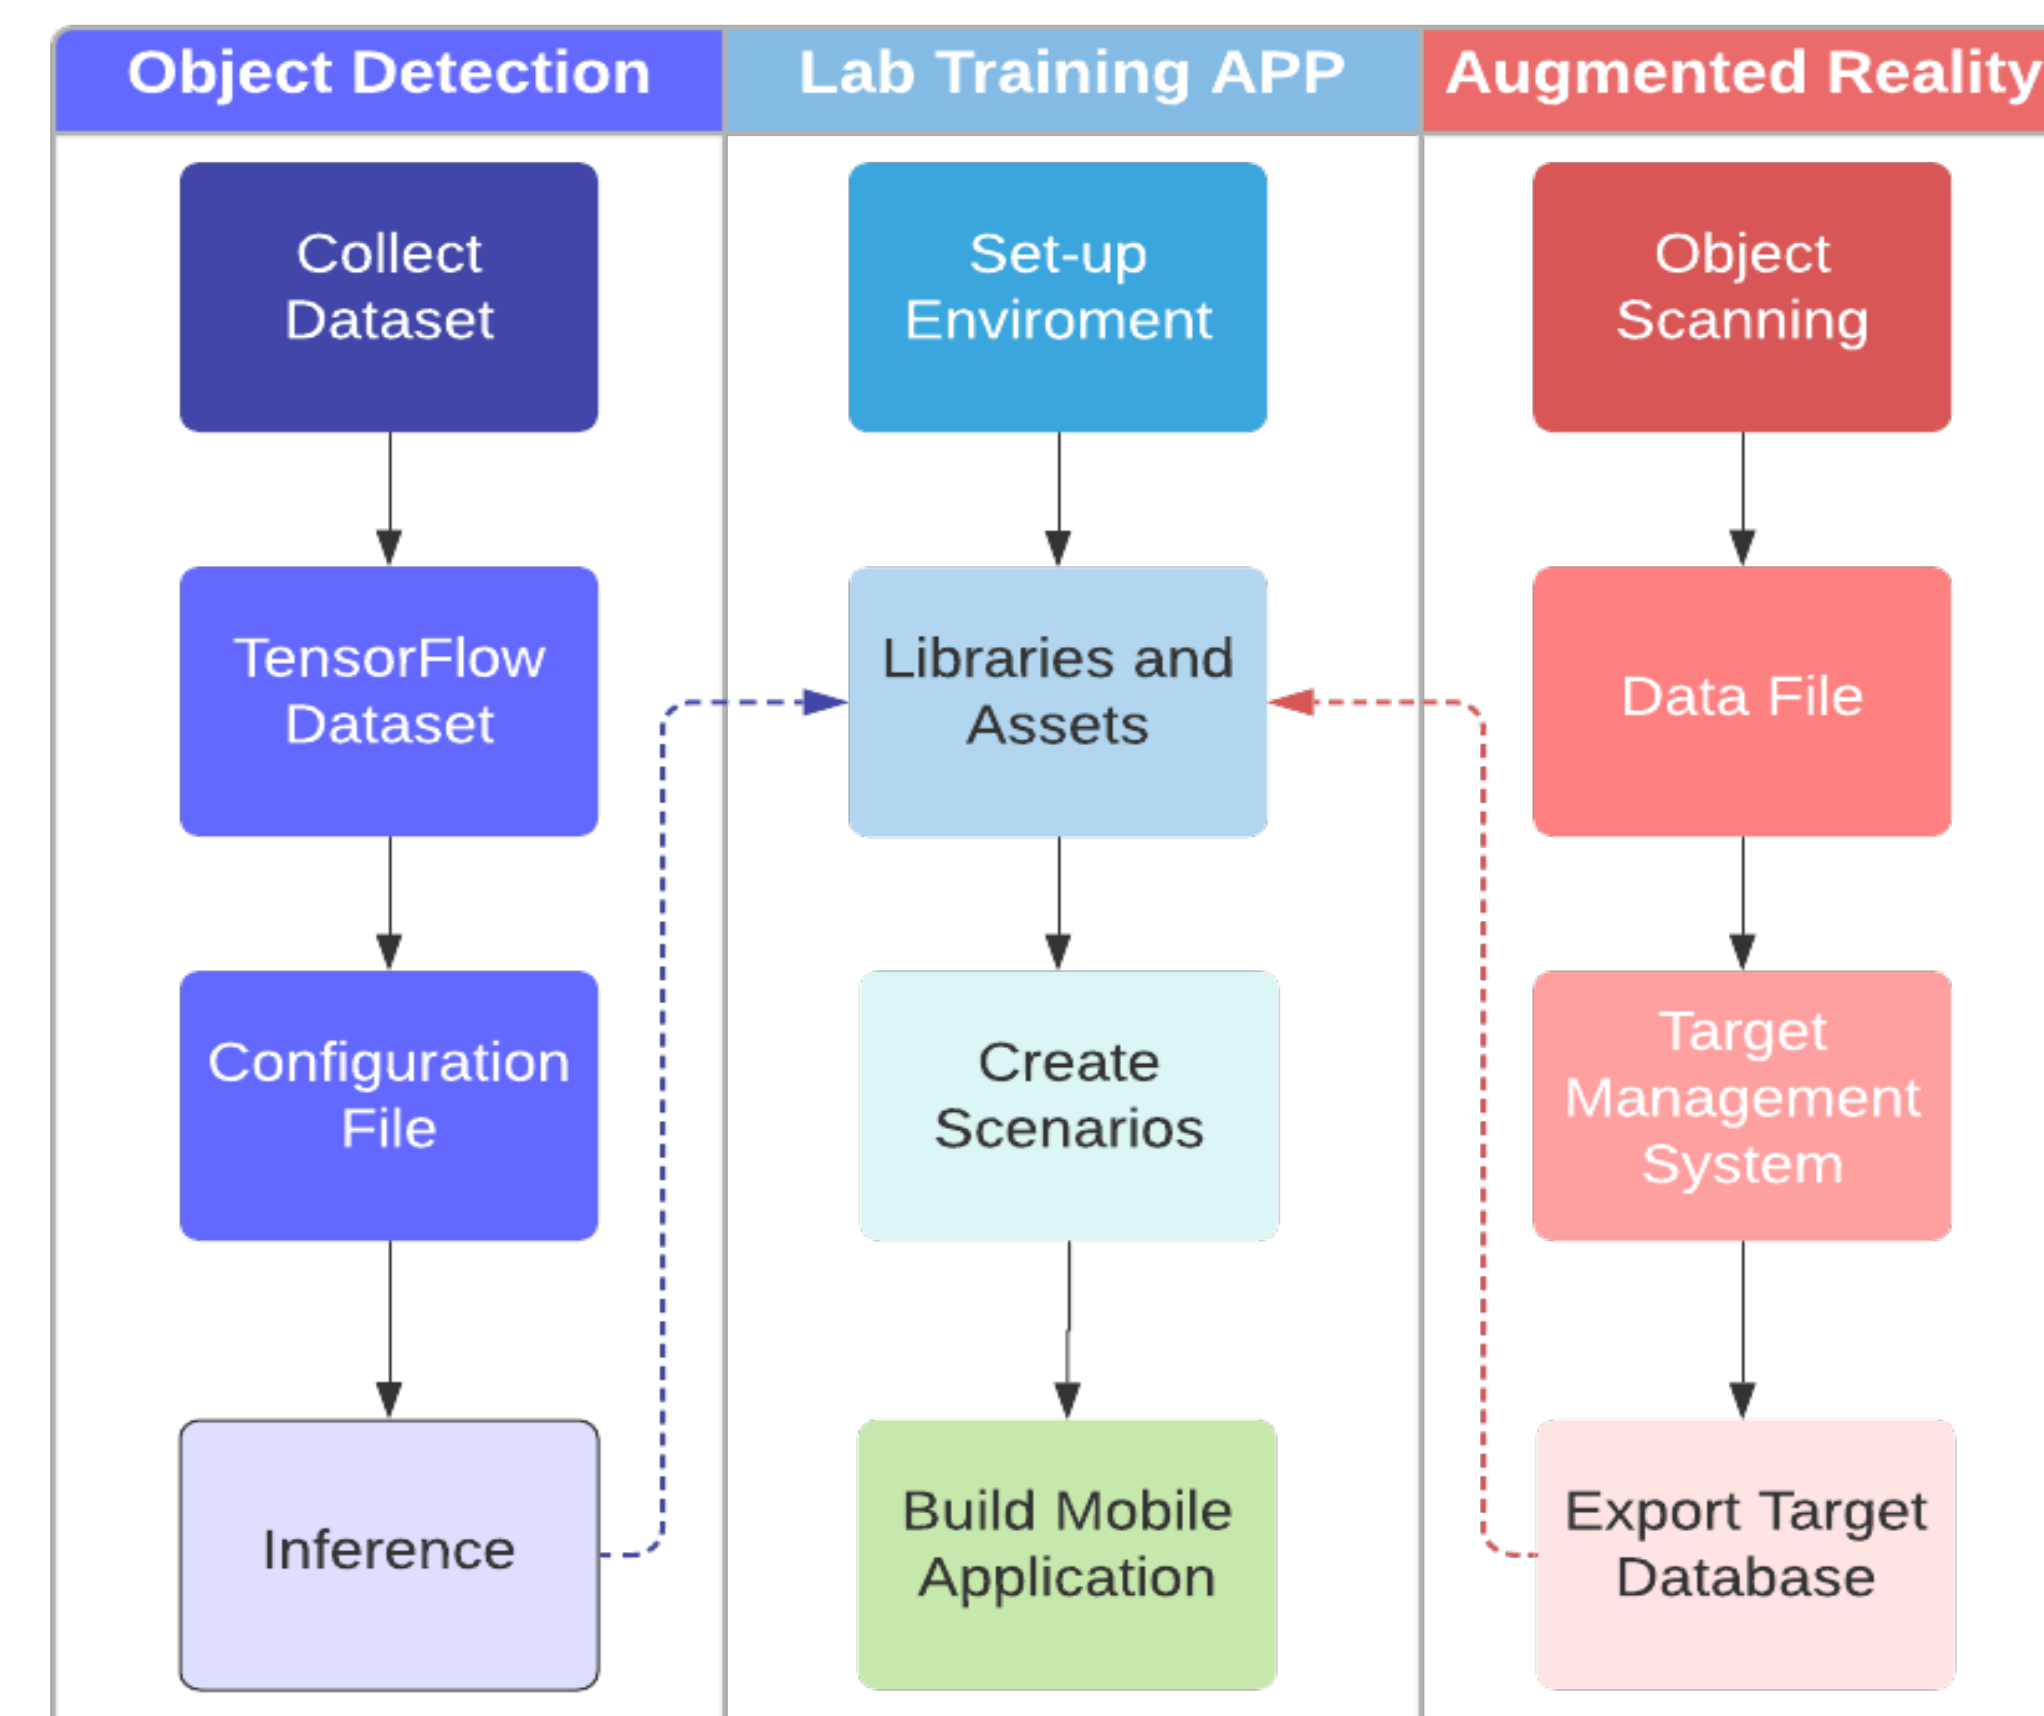 Object Detection
Lab Training APP
Augmented Reality
Collect
Dataset
TensorFlow
Dataset
Configuration
File
Inference
Set-up
Enviroment
Libraries and
Assets
Create
Scenarios
Build Mobile
Application
Object
Scanning
Data File
Target
Management
System
Export Target
Database